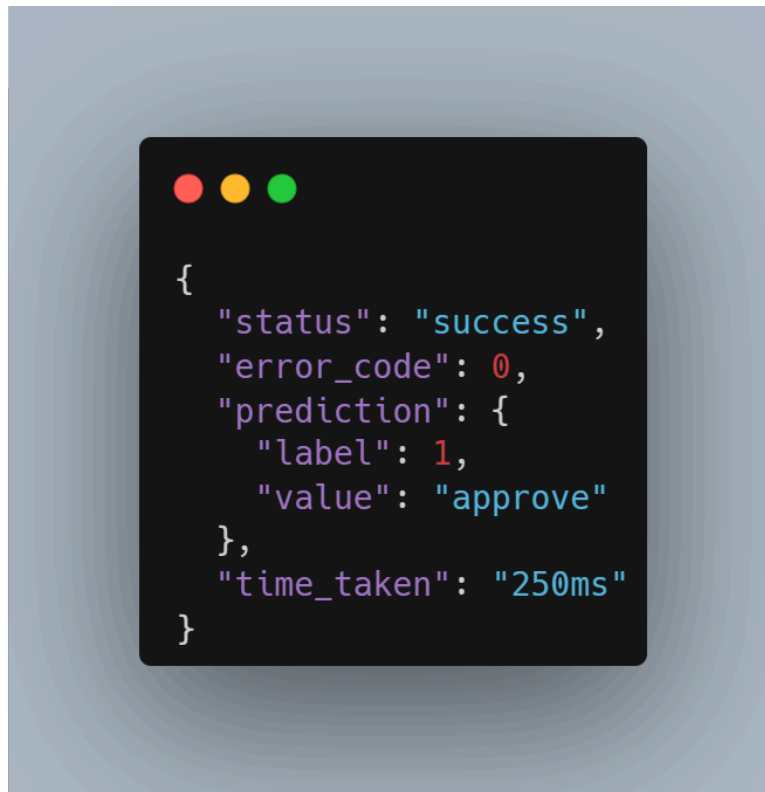 {
  "status": "success",
  "error_code": 0,
  "prediction": {
    "label": 1,
    "value": "approve"
  },
  "time_taken": "250ms"
}